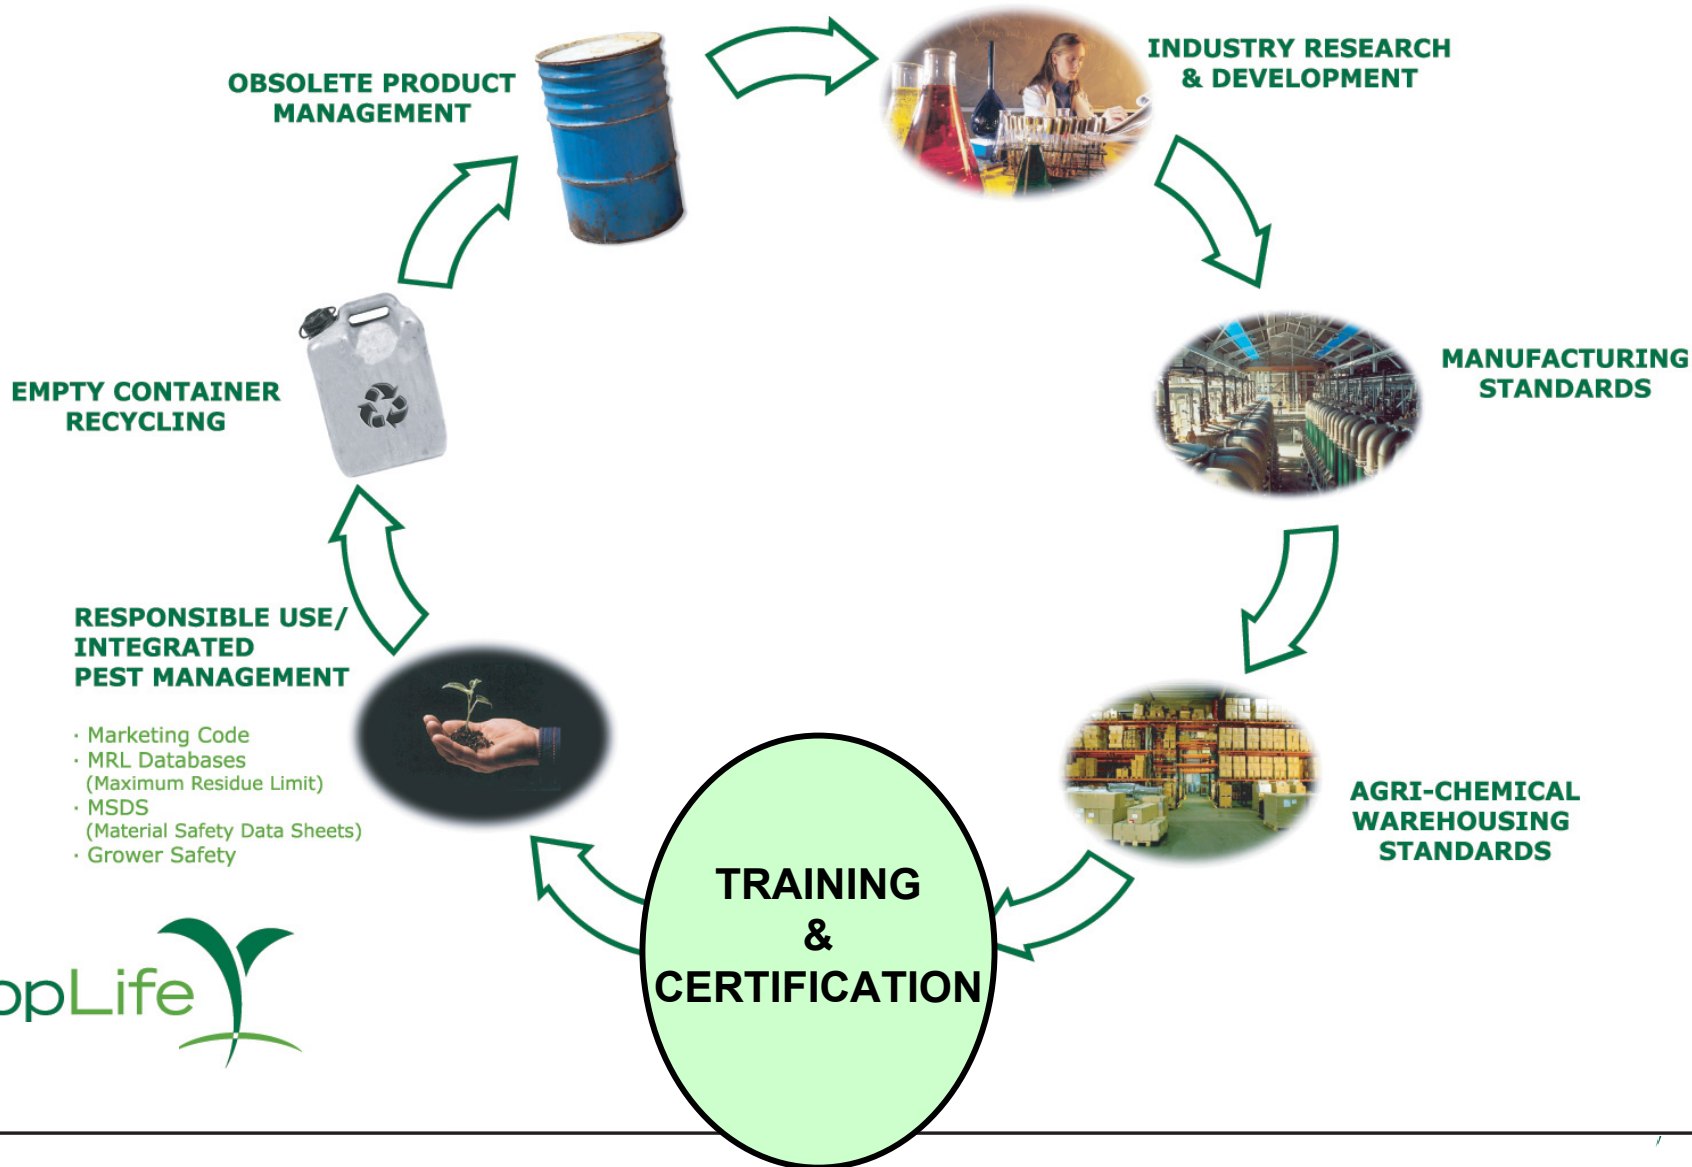 OBSOLETE PRODUCT
MANAGEMENT
INDUSTRY RESEARCH
& DEVELOPMENT
MANUFACTURING
STANDARDS
AGRI-CHEMICAL
WAREHOUSING
STANDARDS
TRAINING
&
CERTIFICATION
RESPONSIBLE USE/
INTEGRATED
PEST MANAGEMENT
· Marketing Code
· MRL Databases
(Maximum Residue Limit)
· MSDS
(Material Safety Data Sheets)
· Grower Safety
EMPTY CONTAINER
RECYCLING
opLife